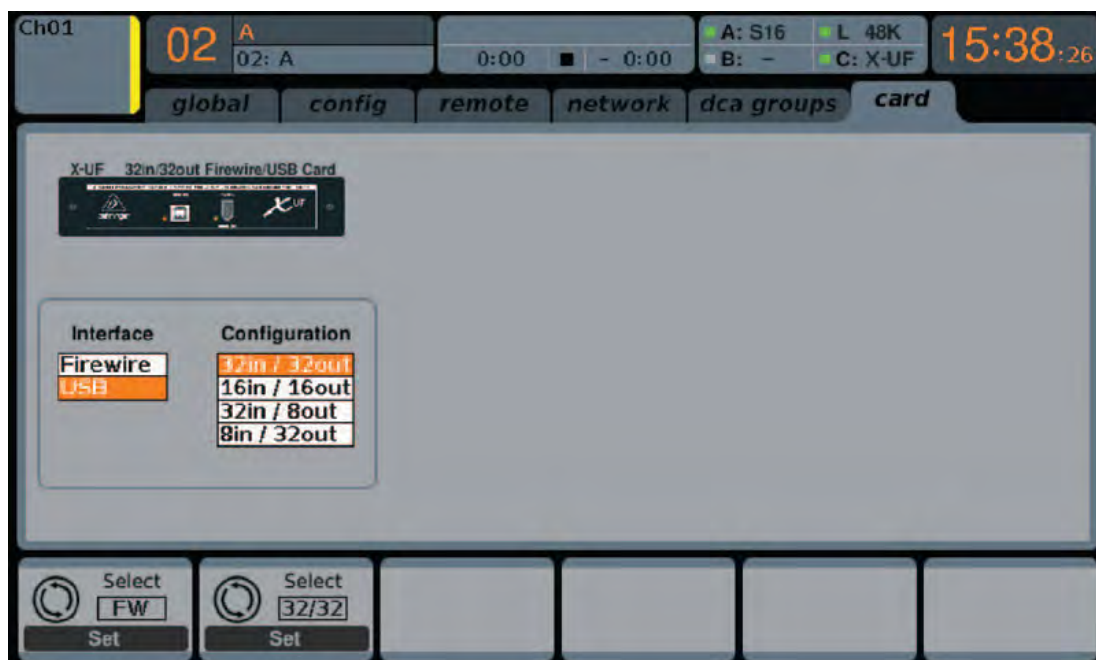 Ch01
02
A
02: A
0:00 ■ - 0:00
A: S16
L 48K
B: -
C: X-UF
15:38:26
global
config
remote
network
dca groups
card
X-UF 32in/32out Firewire/USB Card
behringer
X UF
Interface
Configuration
Firewire
USB
32in / 32out
16in / 16out
32in / 8out
8in / 32out
Select
FW
Set
Select
32/32
Set